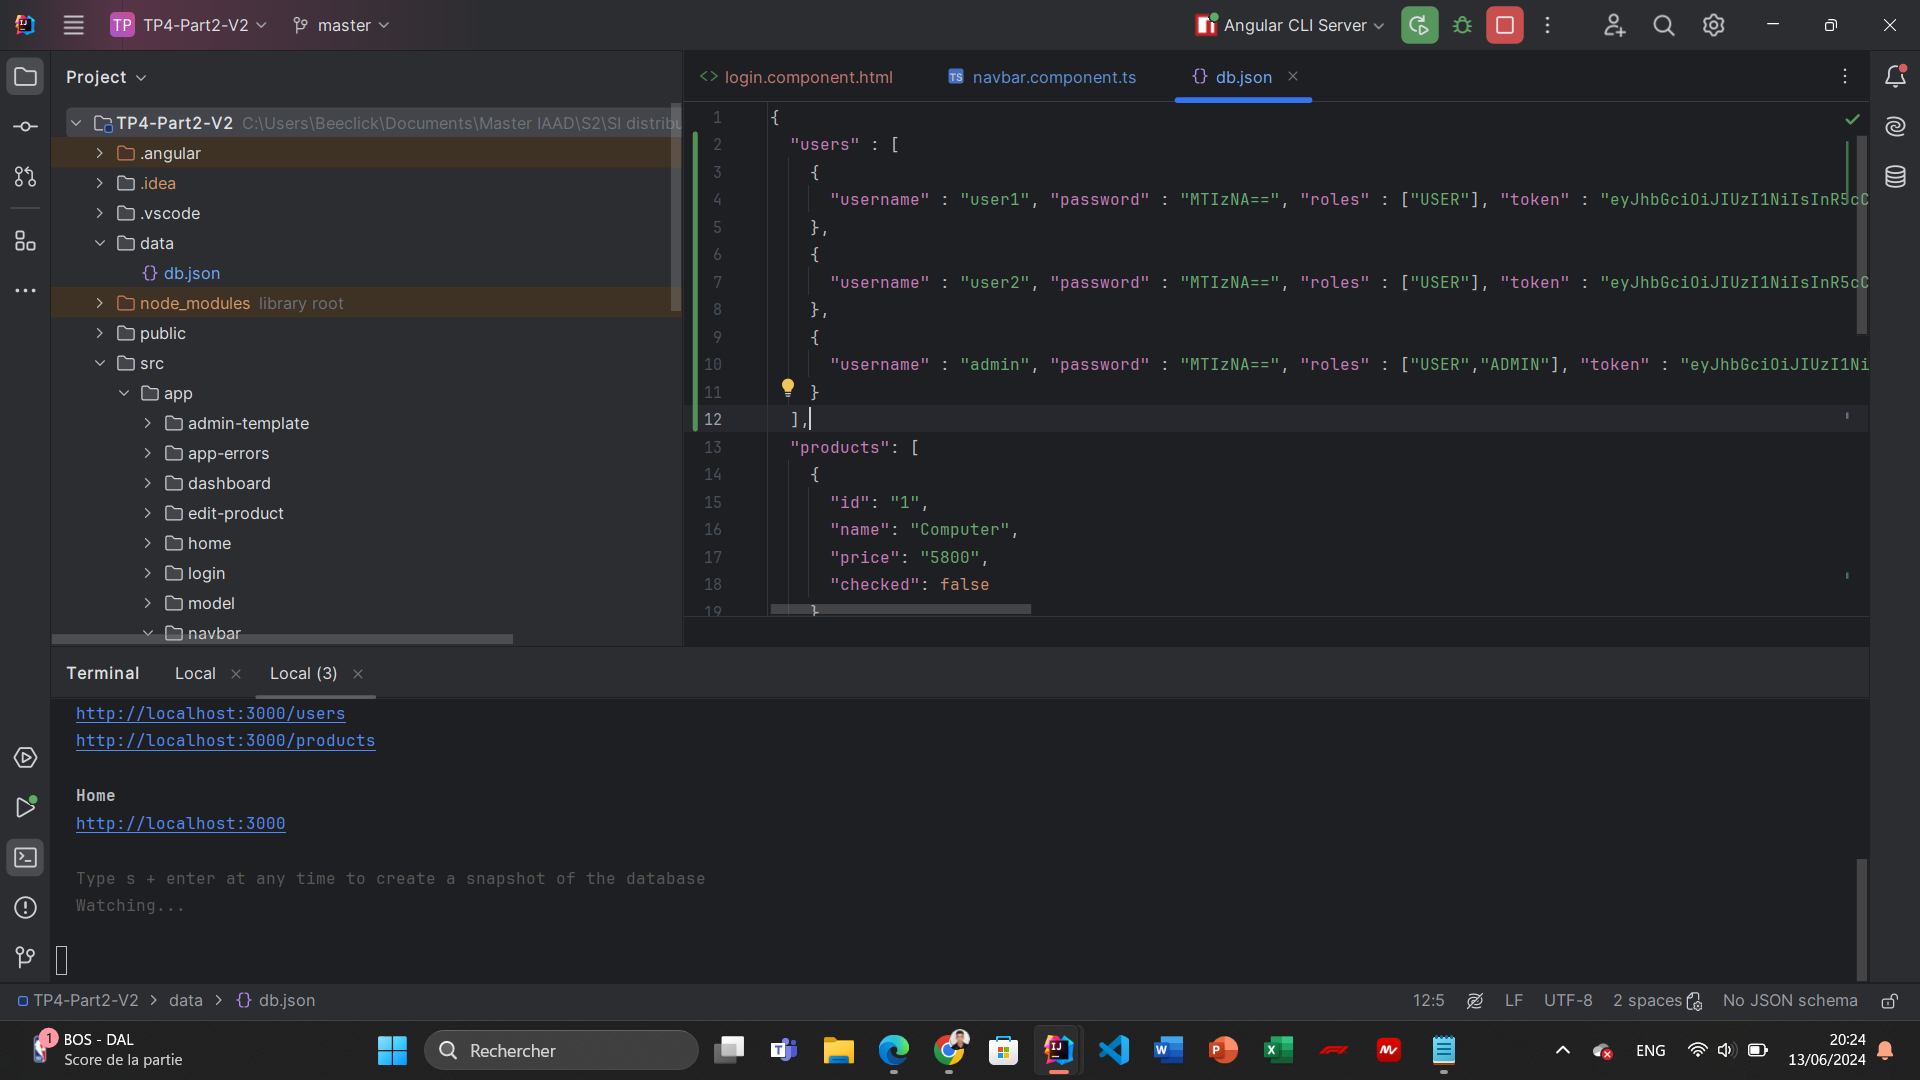 TP TP4-Part2-V2 master Angular CLI Server
Project
login.component.html
navbar.component.ts
db.json
TP4-Part2-V2 C:\Users\Beeclick\Documents\Master IAAD\S2\SI distribu
.angular
.idea
.vscode
data
db.json
node_modules library root
public
src
app
admin-template
app-errors
dashboard
edit-product
home
login
model
navbar
1 {
2 "users" : [
3 {
4 "username" : "user1", "password" : "MTIzNA==", "roles" : ["USER"], "token" : "eyJhbGciOiJIUzI1NiIsInR5cC
5 },
6 {
7 "username" : "user2", "password" : "MTIzNA==", "roles" : ["USER"], "token" : "eyJhbGciOiJIUzI1NiIsInR5cC
8 },
9 {
10 "username" : "admin", "password" : "MTIzNA==", "roles" : ["USER","ADMIN"], "token" : "eyJhbGciOiJIUzI1Ni
11 }
12 ],
13 "products": [
14 {
15 "id": "1",
16 "name": "Computer",
17 "price": "5800",
18 "checked": false
19 }
Terminal Local Local (3)
http://localhost:3000/users
http://localhost:3000/products
Home
http://localhost:3000
Type s + enter at any time to create a snapshot of the database
Watching...
TP4-Part2-V2 > data > {} db.json
12:5 LF UTF-8 2 spaces No JSON schema
1
BOS - DAL
Score de la partie
Rechercher
ENG
20:24
13/06/2024